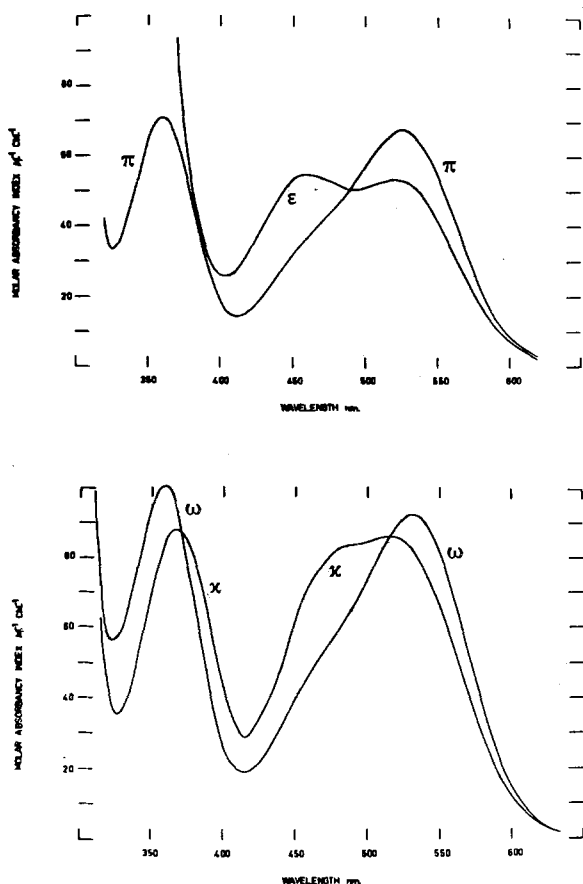 MOLAR ABSORBANCY INDEX M⁻¹ CM⁻¹
80
60
40
20
π
ε
π
350 400 450 500 550 600
WAVELENGTH nm.
MOLAR ABSORBANCY INDEX M⁻¹ CM⁻¹
80
60
40
20
ω
ϰ
ϰ
ω
350 400 450 500 550 600
WAVELENGTH nm.